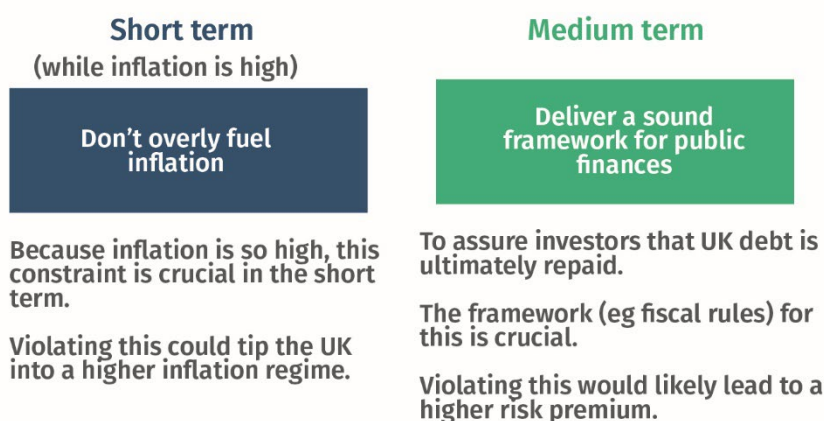 Short term
(while inflation is high)
Don't overly fuel
inflation
Because inflation is so high, this
constraint is crucial in the short
term.
Violating this could tip the UK
into a higher inflation regime.
Medium term
Deliver a sound
framework for public
finances
To assure investors that UK debt is
ultimately repaid.
The framework (eg fiscal rules) for
this is crucial.
Violating this would likely lead to a
higher risk premium.